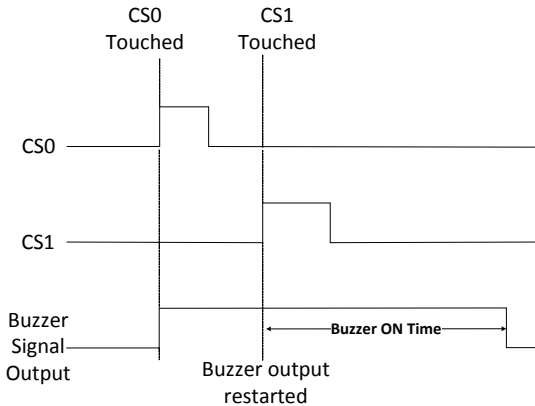 CS0
Touched
CS1
Touched
CS0
CS1
Buzzer
Signal
Output
Buzzer ON Time
Buzzer output
restarted